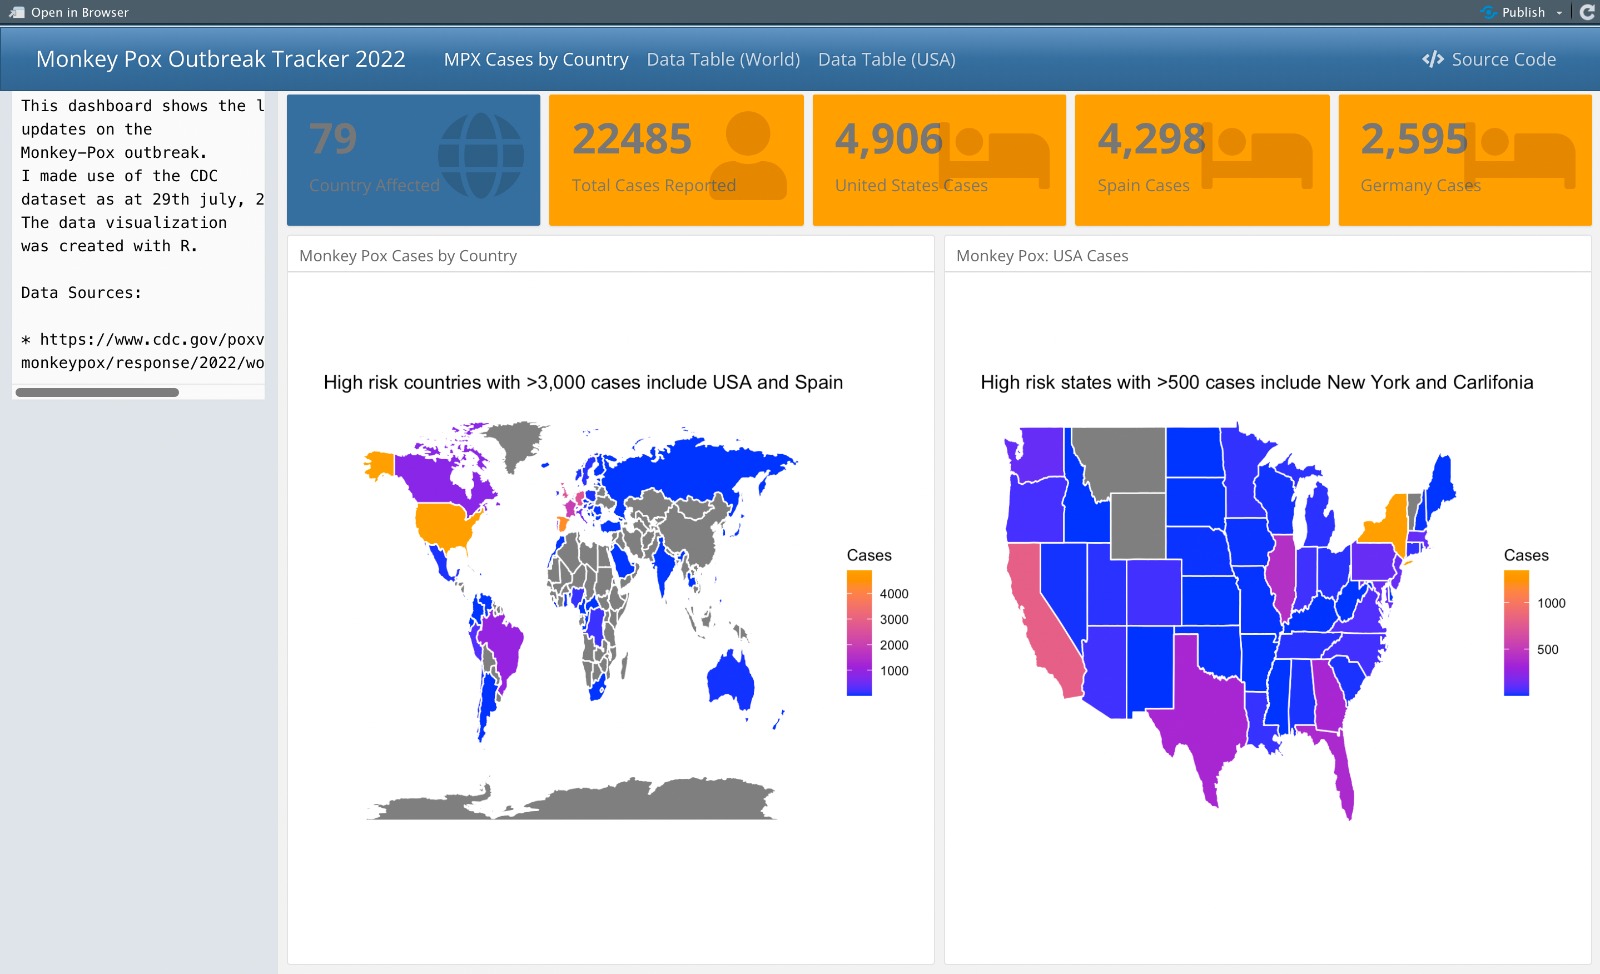 Open in Browser
Publish
Monkey Pox Outbreak Tracker 2022
MPX Cases by Country
Data Table (World)
Data Table (USA)
</> Source Code
This dashboard shows the l
updates on the
Monkey-Pox outbreak.
I made use of the CDC
dataset as at 29th july, 2
The data visualization
was created with R.
Data Sources:
* https://www.cdc.gov/poxv
monkeypox/response/2022/wo
79
Country Affected
22485
Total Cases Reported
4,906
United States Cases
4,298
Spain Cases
2,595
Germany Cases
Monkey Pox Cases by Country
High risk countries with >3,000 cases include USA and Spain
Cases
4000
3000
2000
1000
Monkey Pox: USA Cases
High risk states with >500 cases include New York and Carlifonia
Cases
1000
500